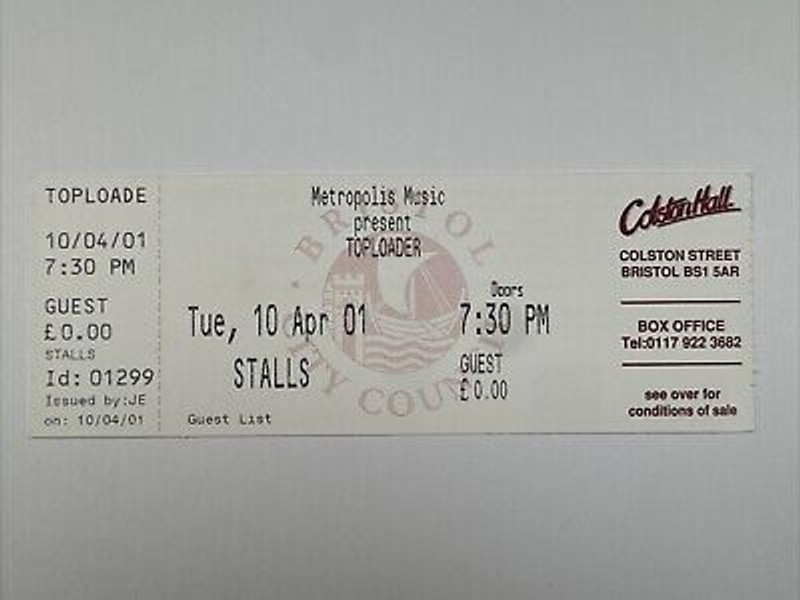 TOPLOADE
10/04/01
7:30 PM
GUEST
£0.00
STALLS
Id: 01299
Issued by:JE
on: 10/04/01
Metropolis Music
present
TOPLOADER
Doors
Tue, 10 Apr 01 7:30 PM
STALLS
GUEST
£0.00
Guest List
BRISTOL
CITY COUNCIL
Colston Hall
COLSTON STREET
BRISTOL BS1 5AR
BOX OFFICE
Tel:0117 922 3682
see over for
conditions of sale